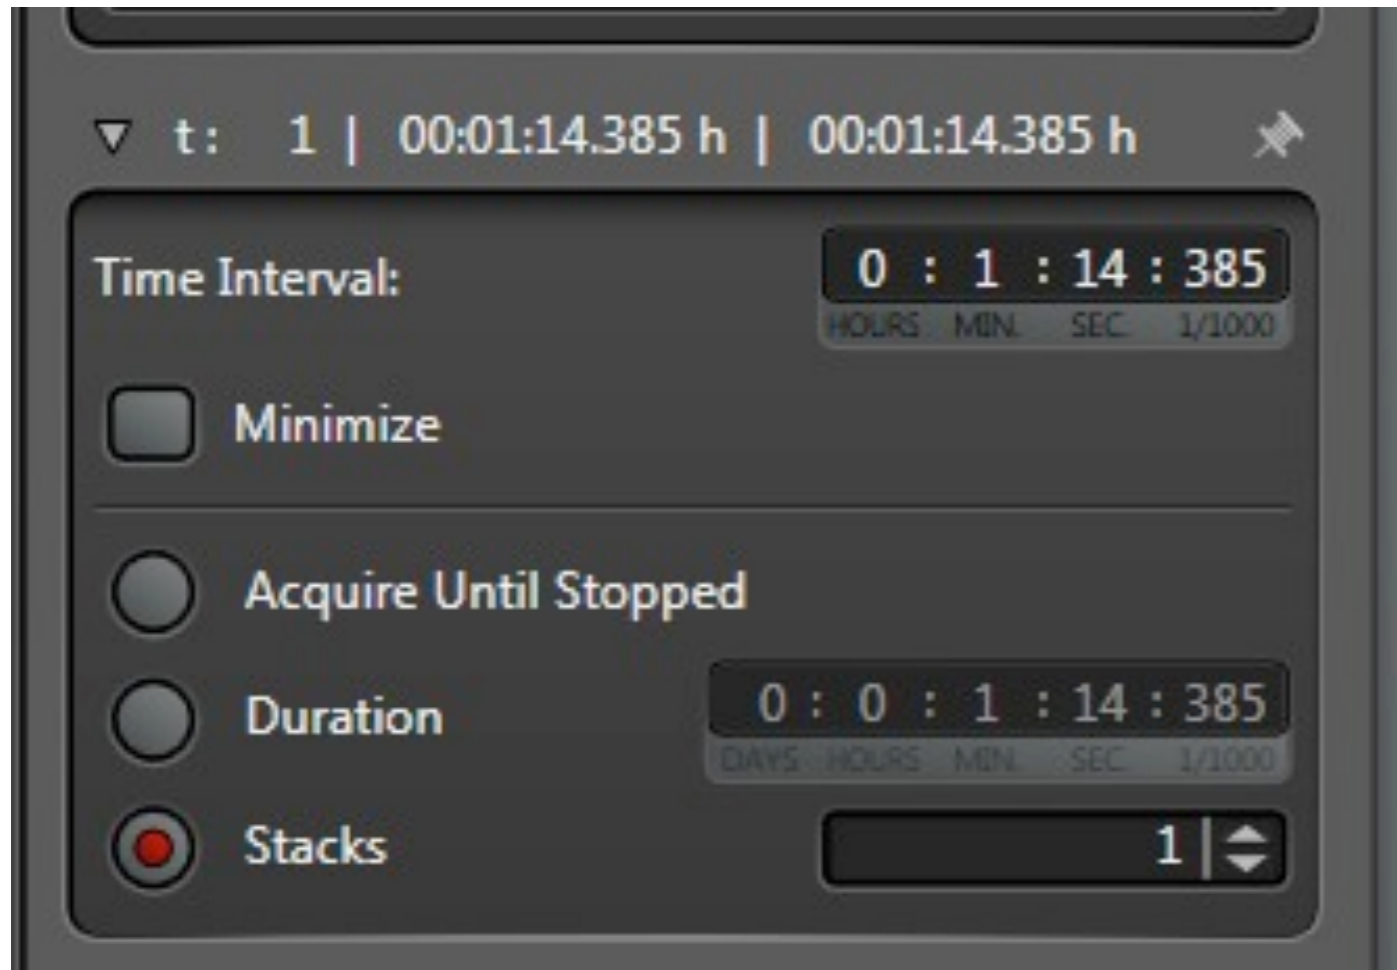 t: 1 | 00:01:14.385 h | 00:01:14.385 h
Time Interval: 0 : 1 : 14 : 385
HOURS MIN. SEC. 1/1000
Minimize
Acquire Until Stopped
Duration 0 : 0 : 1 : 14 : 385
DAYS HOURS MIN. SEC. 1/1000
Stacks 1